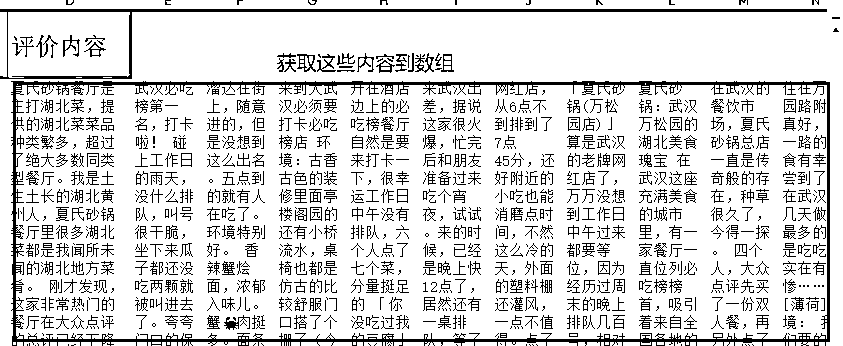 评价内容
获取这些内容到数组
夏氏砂锅餐厅是
主打湖北菜，提
供的湖北菜菜品
种类繁多，超过
了绝大多数同类
型餐厅。我是土
生土长的湖北黄
州人，夏氏砂锅
餐厅里很多湖北
菜都是我闻所未
闻的湖北地方菜
肴。 刚才发现，
这家非常热门的
餐厅在大众点评
的总评已经下降
武汉必吃
榜第一
名，打卡
啦！ 碰
上工作日
的雨天，
没什么排
队，叫号
很干脆，
坐下来瓜
子都还没
吃两颗就
被叫进去
了。夸夸
门口的保
溜达在街
上，随意
进的，但
是没想到
这么出名
。五点到
的就有人
在吃了。
环境特别
好。 香
辣蟹烩
面，浓郁
入味儿。
蟹🦀肉挺
多。面条
来到大武
汉必须要
打卡必吃
榜店 环
境：古香
古色的装
修里面亭
楼阁园的
还有小桥
流水，桌
椅也都是
仿古的比
较舒服门
口搭了个
棚了（今
开在酒店
边上的必
吃榜餐厅
自然是要
来打卡一
下，很幸
运工作日
中午没有
排队，六
个人点了
七个菜，
分量挺足
的 「你
没吃过我
的豆腐」
来武汉出
差，据说
这家很火
爆，忙完
后和朋友
准备过来
吃个宵
夜，试试
。来的时
候，已经
是晚上快
12点了，
居然还有
一桌排
队，等了
网红店，
从6点不
到排到了
7点
45分，还
好附近的
小吃也能
消磨点时
间，不然
这么冷的
天，外面
的塑料棚
还灌风，
一点不值
得。点了
「夏氏砂
锅(万松
园店)」
算是武汉
的老牌网
红店了，
万万没想
到工作日
中午过来
都要等
位，因为
经历过周
末的晚上
排队几百
号，相对
夏氏砂
锅：武汉
万松园的
湖北美食
瑰宝 在
武汉这座
充满美食
的城市
里，有一
家餐厅一
直位列必
吃榜榜
首，吸引
着来自全
国各地的
在武汉的
餐饮市
场，夏氏
砂锅总店
一直是传
奇般的存
在，种草
很久了，
今得一探
。 四个
人，大众
点评先买
了一份双
人餐，再
另外点了
住在万
园路附
真好，
一路的
食有幸
尝到了
在武汉
几天做
最多的
是吃吃
实在有
惨……
[薄荷]
境：
们要的